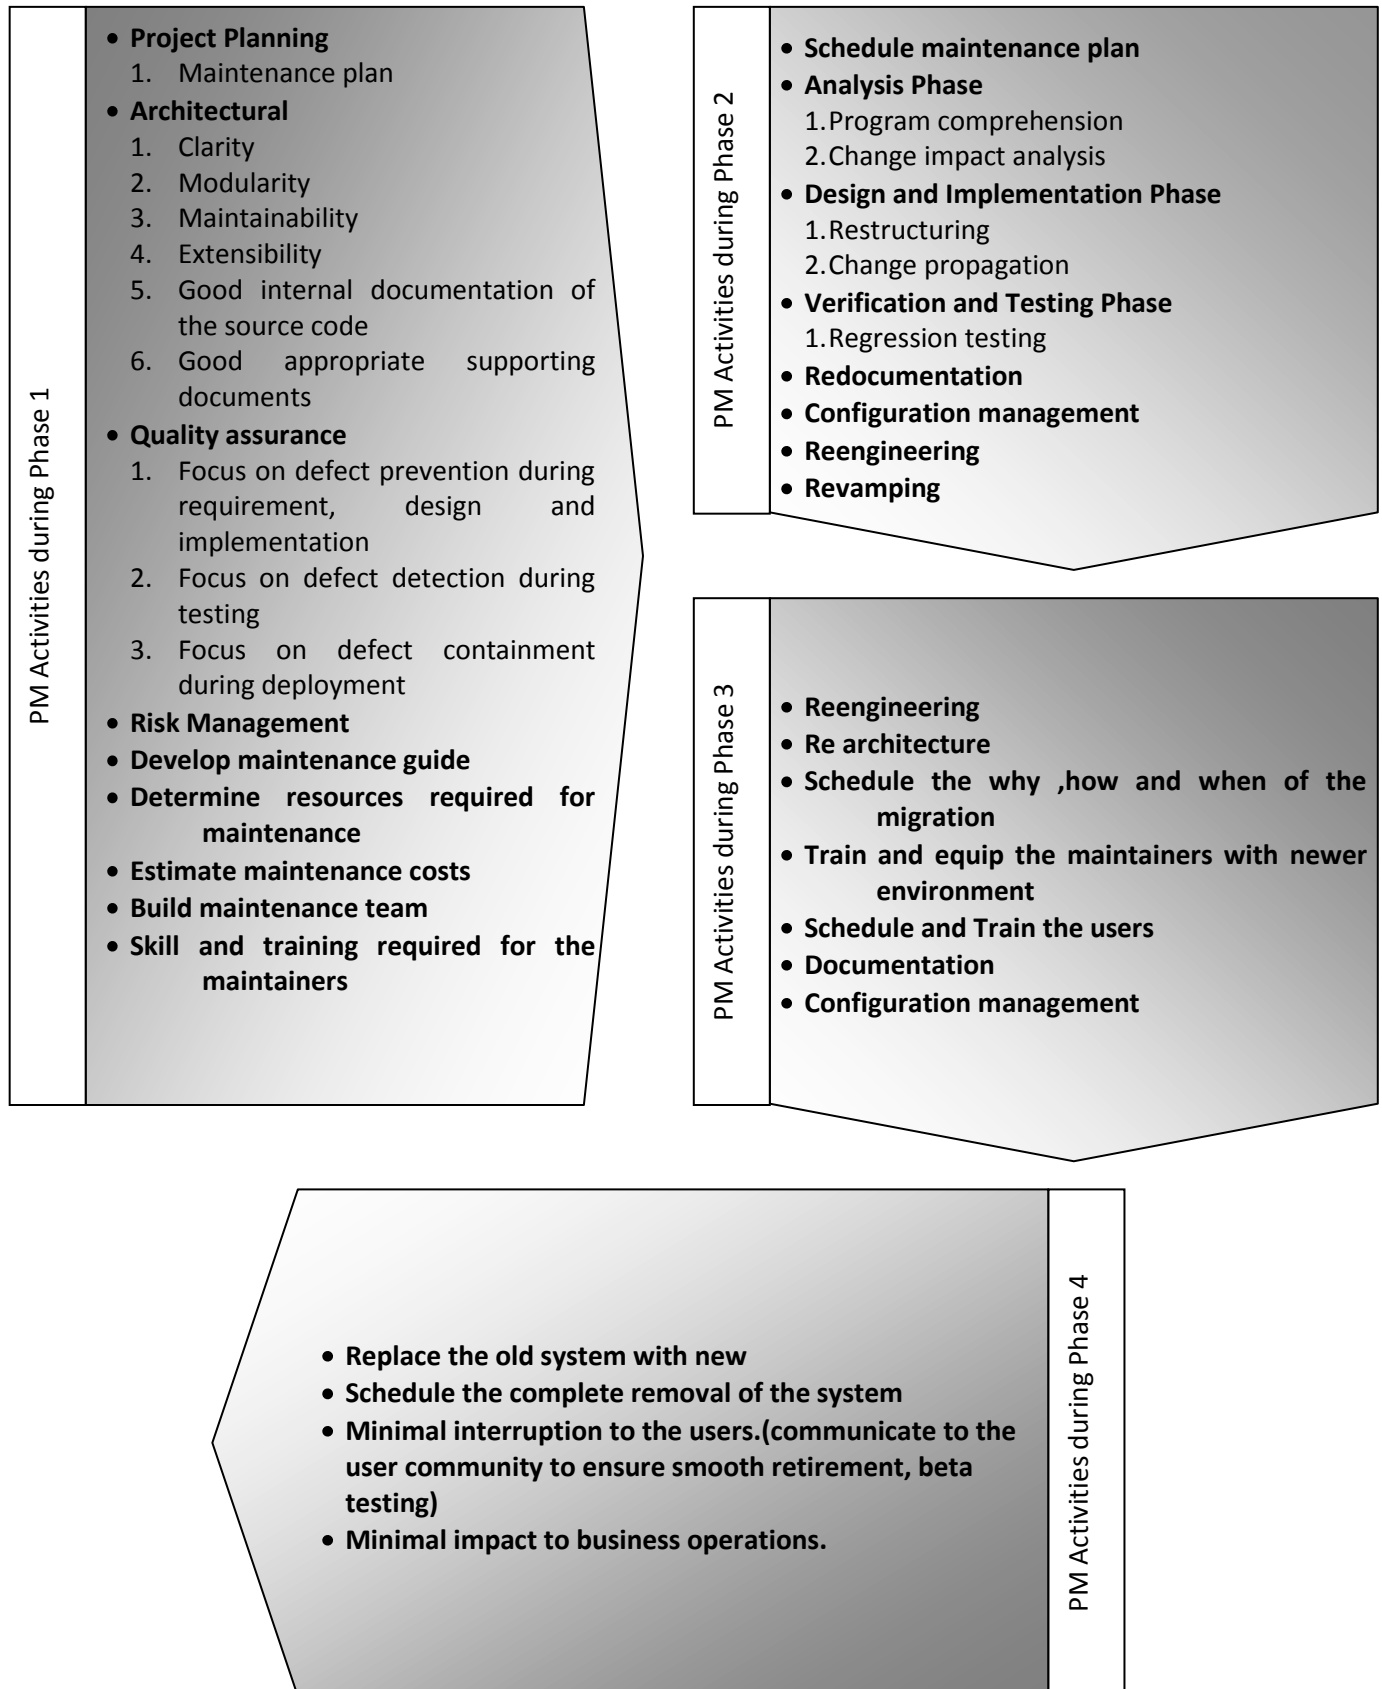 PM Activities during Phase 1
• Project Planning
1. Maintenance plan
• Architectural
1. Clarity
2. Modularity
3. Maintainability
4. Extensibility
5. Good internal documentation of
the source code
6. Good appropriate supporting
documents
• Quality assurance
1. Focus on defect prevention during
requirement, design and
implementation
2. Focus on defect detection during
testing
3. Focus on defect containment
during deployment
• Risk Management
• Develop maintenance guide
• Determine resources required for
maintenance
• Estimate maintenance costs
• Build maintenance team
• Skill and training required for the
maintainers
PM Activities during Phase 2
• Schedule maintenance plan
• Analysis Phase
1.Program comprehension
2.Change impact analysis
• Design and Implementation Phase
1.Restructuring
2.Change propagation
• Verification and Testing Phase
1.Regression testing
• Redocumentation
• Configuration management
• Reengineering
• Revamping
PM Activities during Phase 3
• Reengineering
• Re architecture
• Schedule the why ,how and when of the
migration
• Train and equip the maintainers with newer
environment
• Schedule and Train the users
• Documentation
• Configuration management
PM Activities during Phase 4
• Replace the old system with new
• Schedule the complete removal of the system
• Minimal interruption to the users.(communicate to the
user community to ensure smooth retirement, beta
testing)
• Minimal impact to business operations.